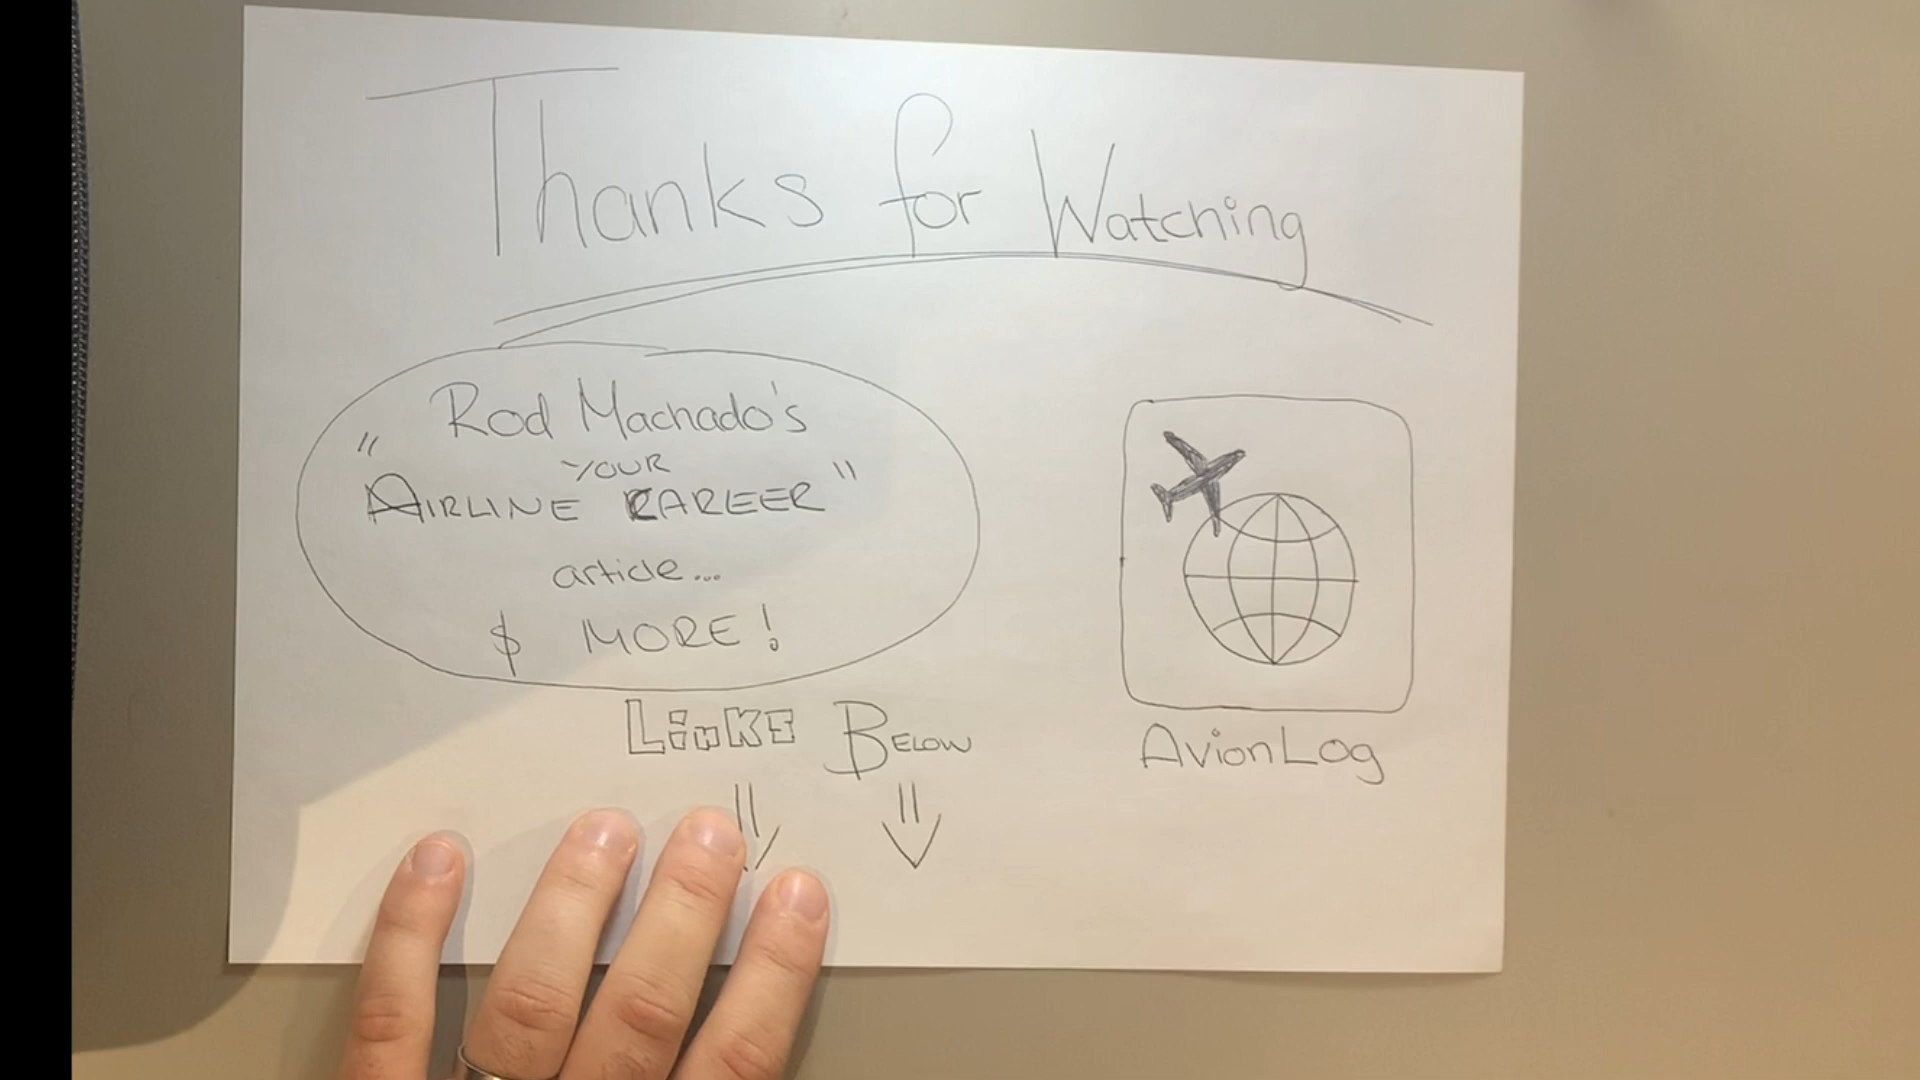 Thanks for Watching
Rod Machado's
"YOUR
AIRLINE CAREER"
article...
& MORE!
Links BELOW
AvionLog